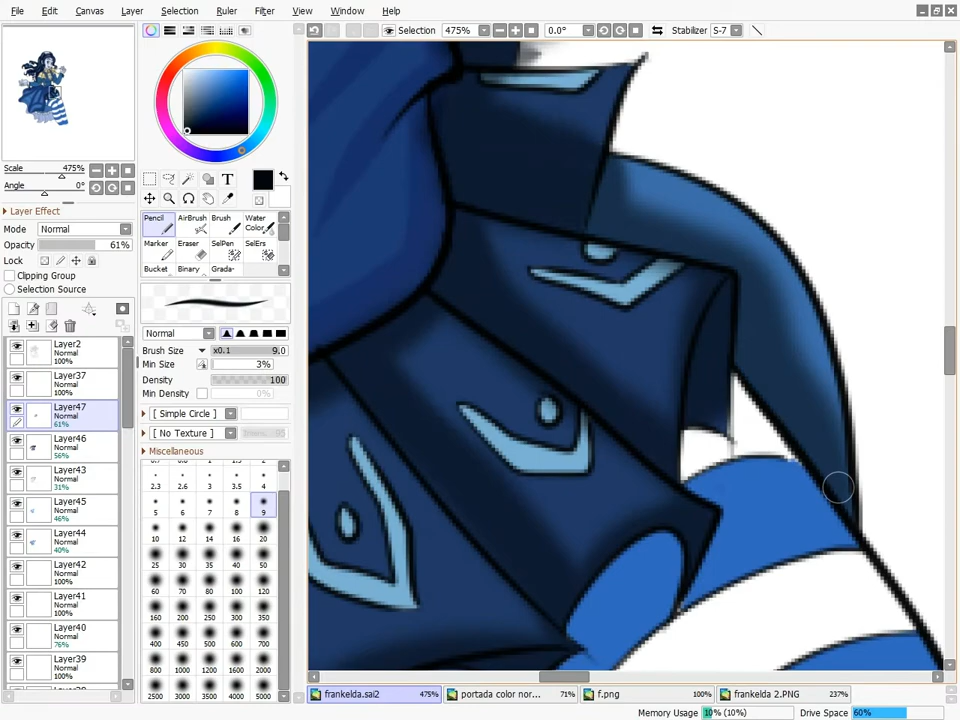 File Edit Canvas Layer Selection Ruler Filter View Window Help
Selection 475% 0.0° Stabilizer S-7
Scale 475%
Angle 0°
Layer Effect
Mode Normal
Opacity 61%
Lock
Clipping Group
Selection Source
Layer2
Normal
100%
Layer37
Normal
100%
Layer47
Normal
61%
Layer46
Normal
56%
Layer43
Normal
31%
Layer45
Normal
46%
Layer44
Normal
40%
Layer42
Normal
100%
Layer41
Normal
100%
Layer40
Normal
76%
Layer39
Normal
100%
T
Pencil AirBrush Brush Water Color
Marker Eraser SelPen SelErs
Bucket Binary Grada-
Normal
Brush Size x0.1 9.0
Min Size 3%
Density 100
Min Density 0%
[ Simple Circle ]
[ No Texture ]
Miscellaneous
2.3 2.6 3 3.5 4
5 6 7 8 9
10 12 14 16 20
25 30 35 40 50
60 70 80 100 120
160 200 250 300 350
400 450 500 600 700
800 1000 1200 1400 1600
2500 3000 3500 4000 5000
frankelda.sai2 475% portada color nor... 71% f.png 100% frankelda 2.PNG 237%
Memory Usage 10% (10%) Drive Space 60%